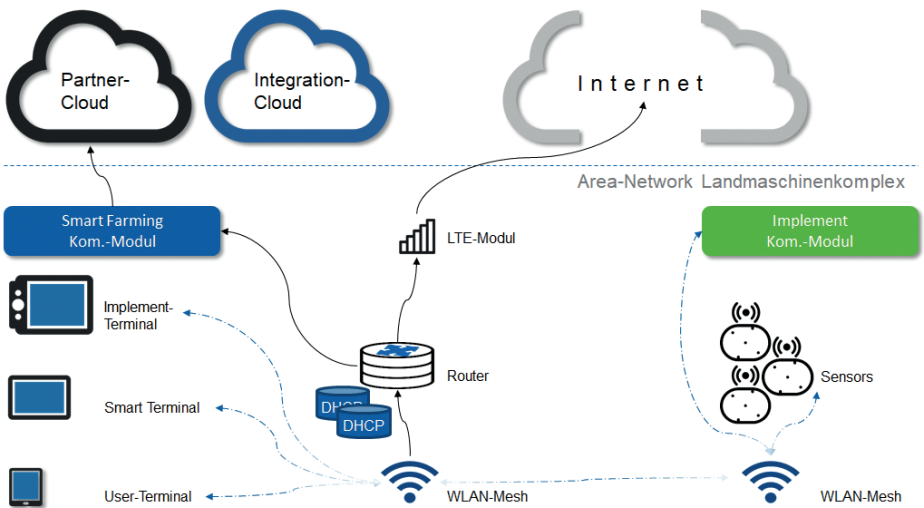 Partner-
Cloud
Integration-
Cloud
Internet
Area-Network Landmaschinenkomplex
Smart Farming
Kom.-Modul
LTE-Modul
Implement
Kom.-Modul
Implement-
Terminal
Router
Sensors
Smart Terminal
DHCP
DHCP
User-Terminal
WLAN-Mesh
WLAN-Mesh